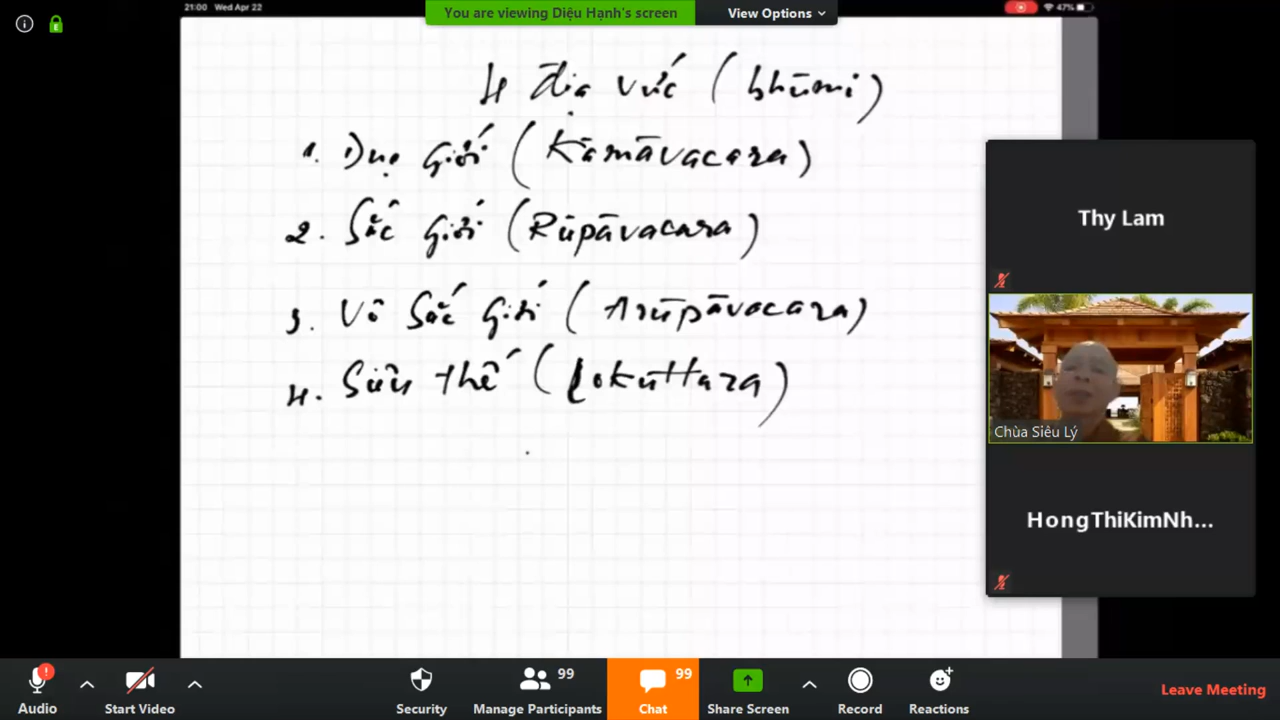 21:00 Wed Apr 22
You are viewing Diệu Hạnh's screen
View Options
47%
4 địa vức (bhūmi)
1. Dục giới (Kāmāvacara)
2. Sắc giới (Rūpāvacara)
3. Vô Sắc giới (Arūpāvacara)
4. Siêu thế (Lokuttara)
Thy Lam
Chùa Siêu Lý
HongThiKimNh...
Audio
Start Video
Security
Manage Participants
99
Chat
99
Share Screen
Record
Reactions
Leave Meeting